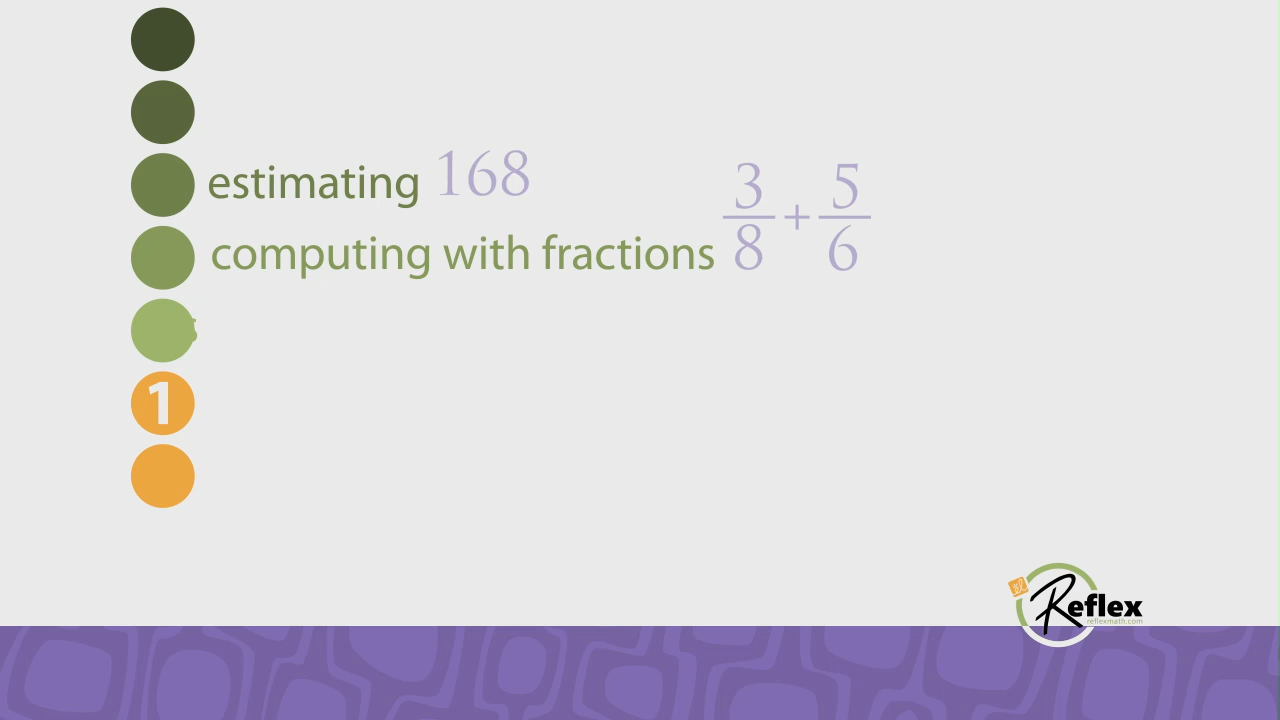 estimating 168
computing with fractions 3/8 + 5/6
1
Reflex
reflexmath.com